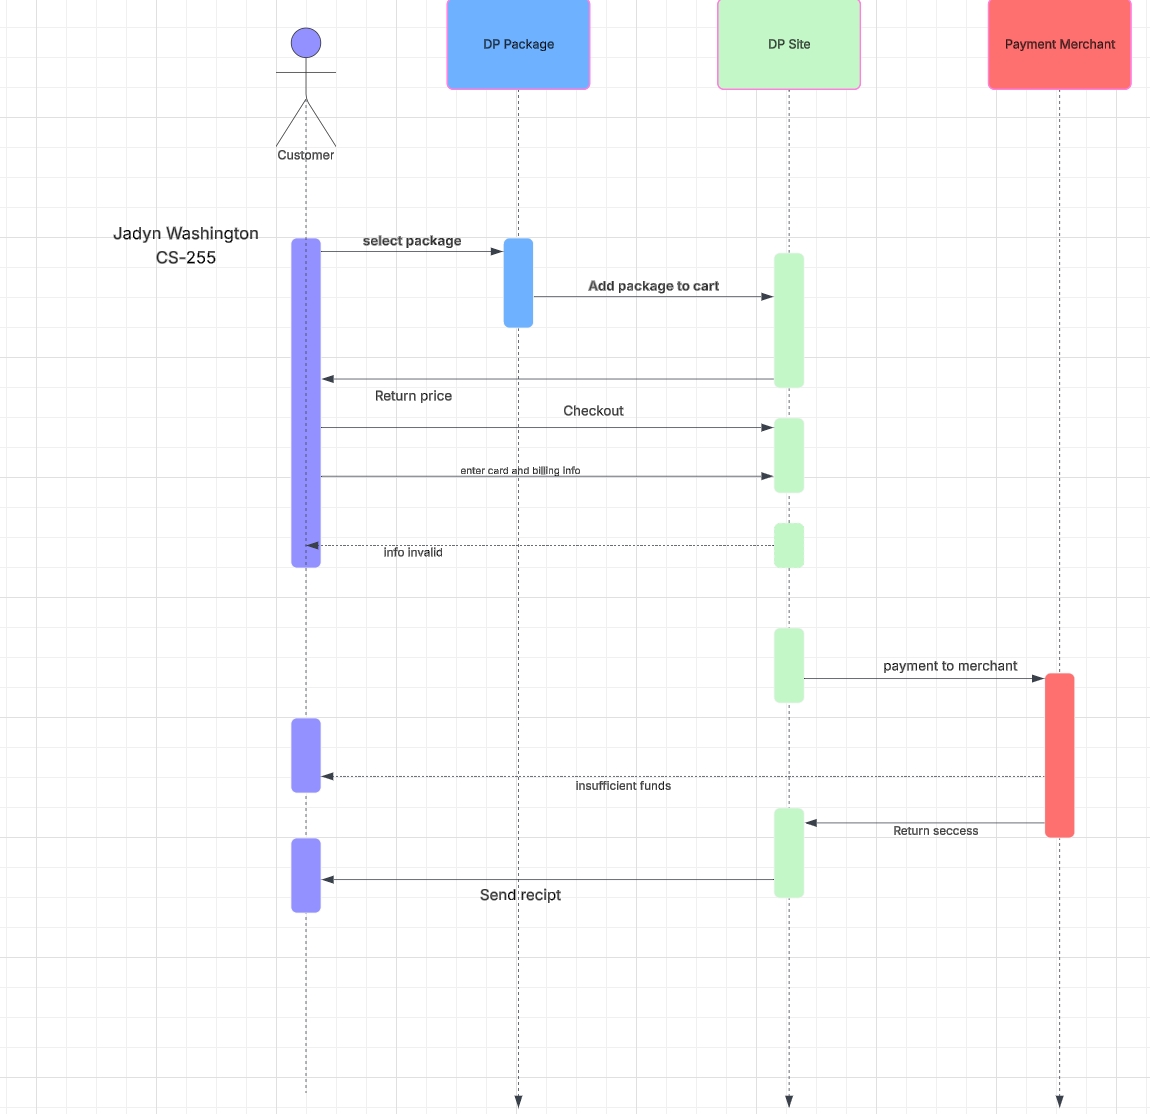 DP Package
DP Site
Payment Merchant
Customer
Jadyn Washington
CS-255
select package
Add package to cart
Return price
Checkout
enter card and billing info
info invalid
payment to merchant
insufficient funds
Return seccess
Send recipt